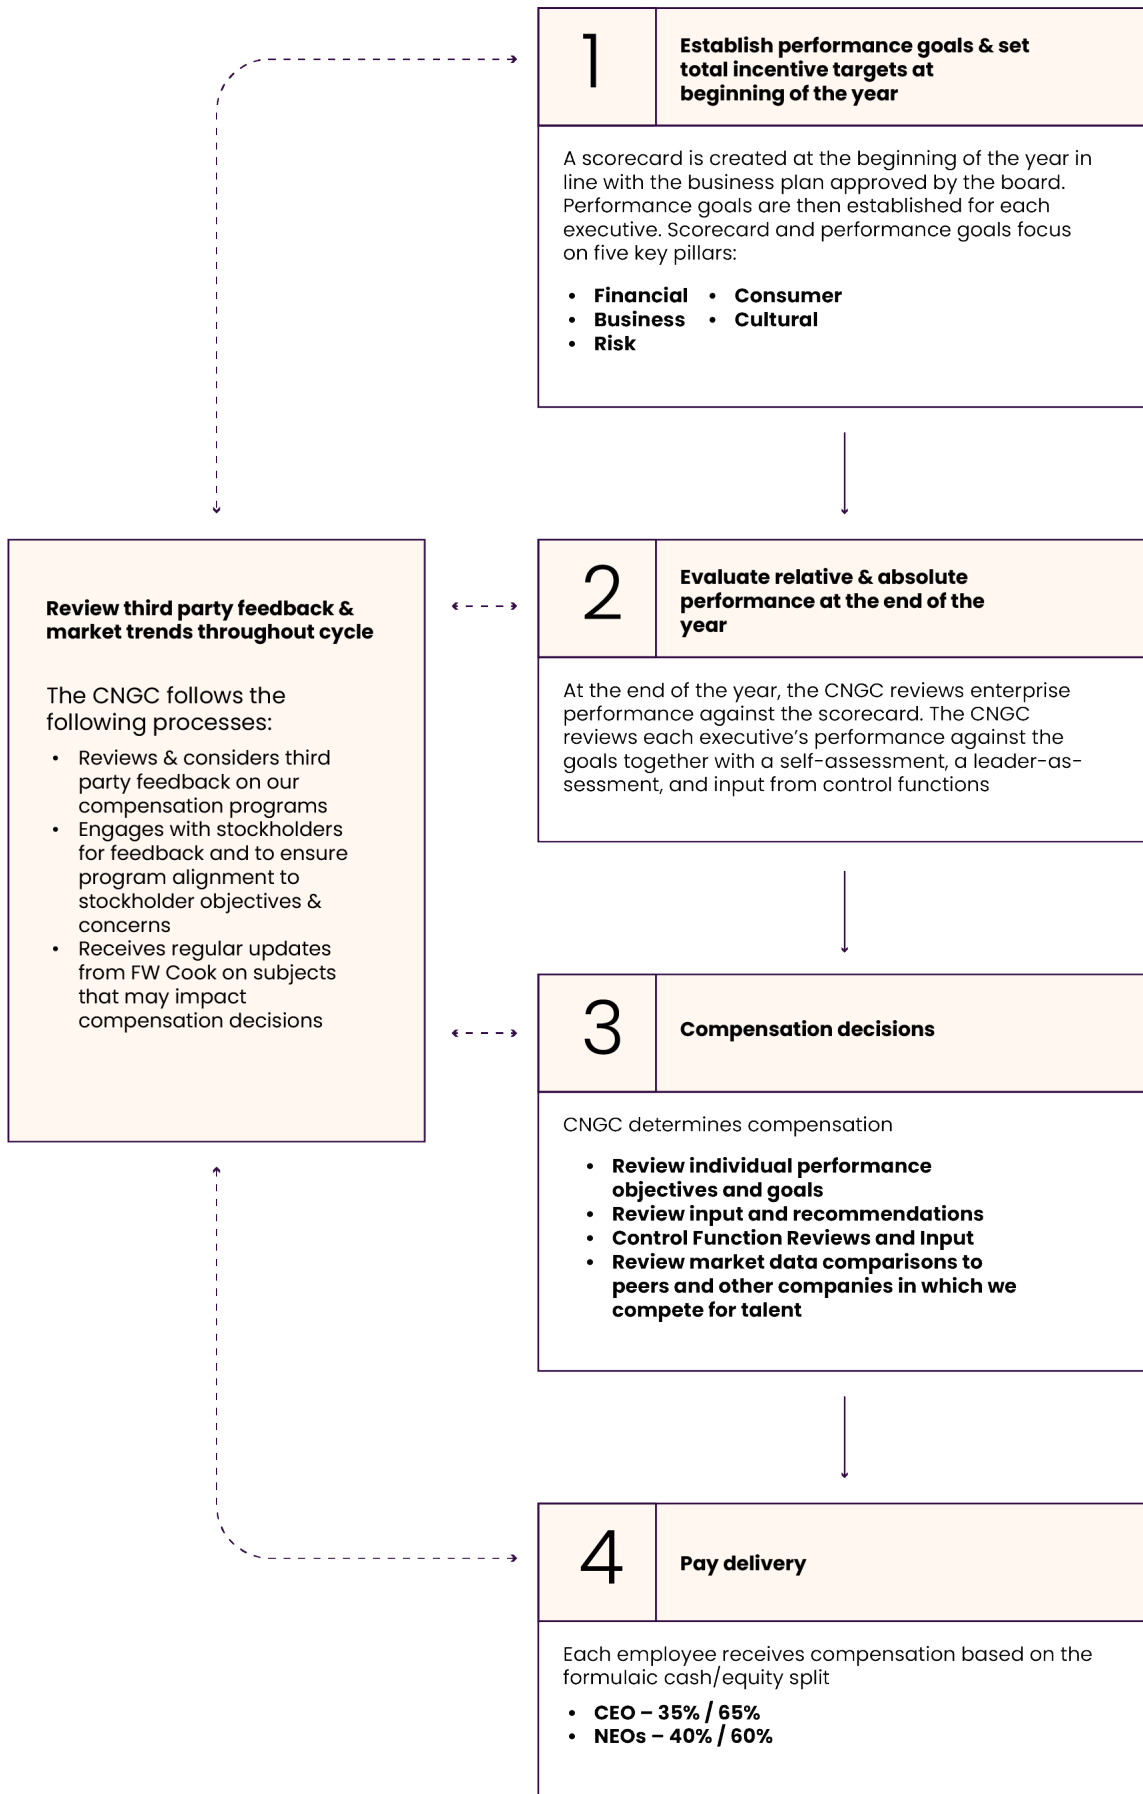 1
Establish performance goals & set
total incentive targets at
beginning of the year
A scorecard is created at the beginning of the year in
line with the business plan approved by the board.
Performance goals are then established for each
executive. Scorecard and performance goals focus
on five key pillars:
• Financial • Consumer
• Business • Cultural
• Risk
Review third party feedback &
market trends throughout cycle
The CNGC follows the
following processes:
• Reviews & considers third
party feedback on our
compensation programs
• Engages with stockholders
for feedback and to ensure
program alignment to
stockholder objectives &
concerns
• Receives regular updates
from FW Cook on subjects
that may impact
compensation decisions
2
Evaluate relative & absolute
performance at the end of the
year
At the end of the year, the CNGC reviews enterprise
performance against the scorecard. The CNGC
reviews each executive’s performance against the
goals together with a self-assessment, a leader-as-
sessment, and input from control functions
3
Compensation decisions
CNGC determines compensation
• Review individual performance
objectives and goals
• Review input and recommendations
• Control Function Reviews and Input
• Review market data comparisons to
peers and other companies in which we
compete for talent
4
Pay delivery
Each employee receives compensation based on the
formulaic cash/equity split
• CEO – 35% / 65%
• NEOs – 40% / 60%